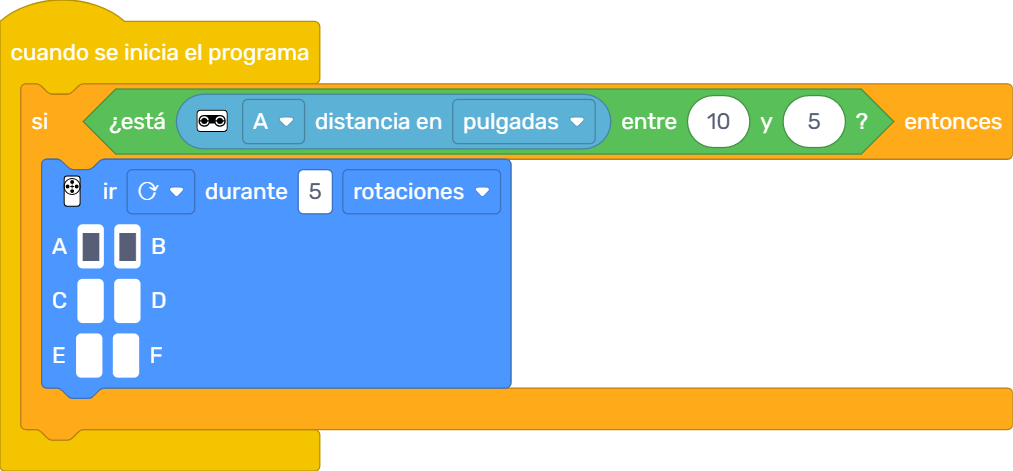 cuando se inicia el programa
si ¿está A distancia en pulgadas entre 10 y 5 ? entonces
ir durante 5 rotaciones
A B
C D
E F